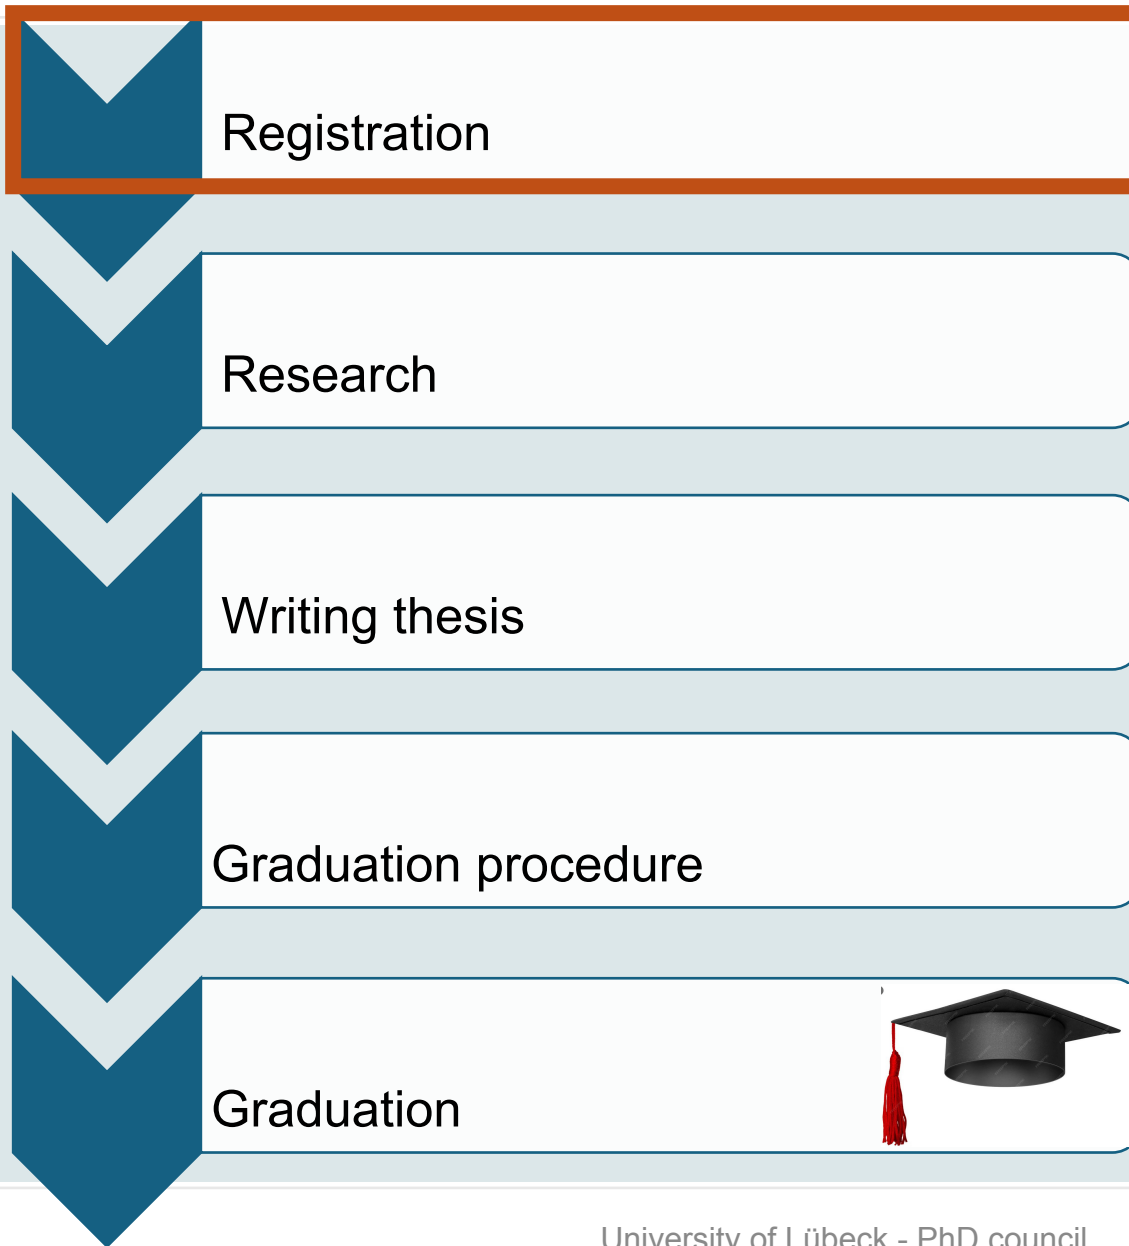 Registration
Research
Writing thesis
Graduation procedure
Graduation
University of Lübeck - PhD council